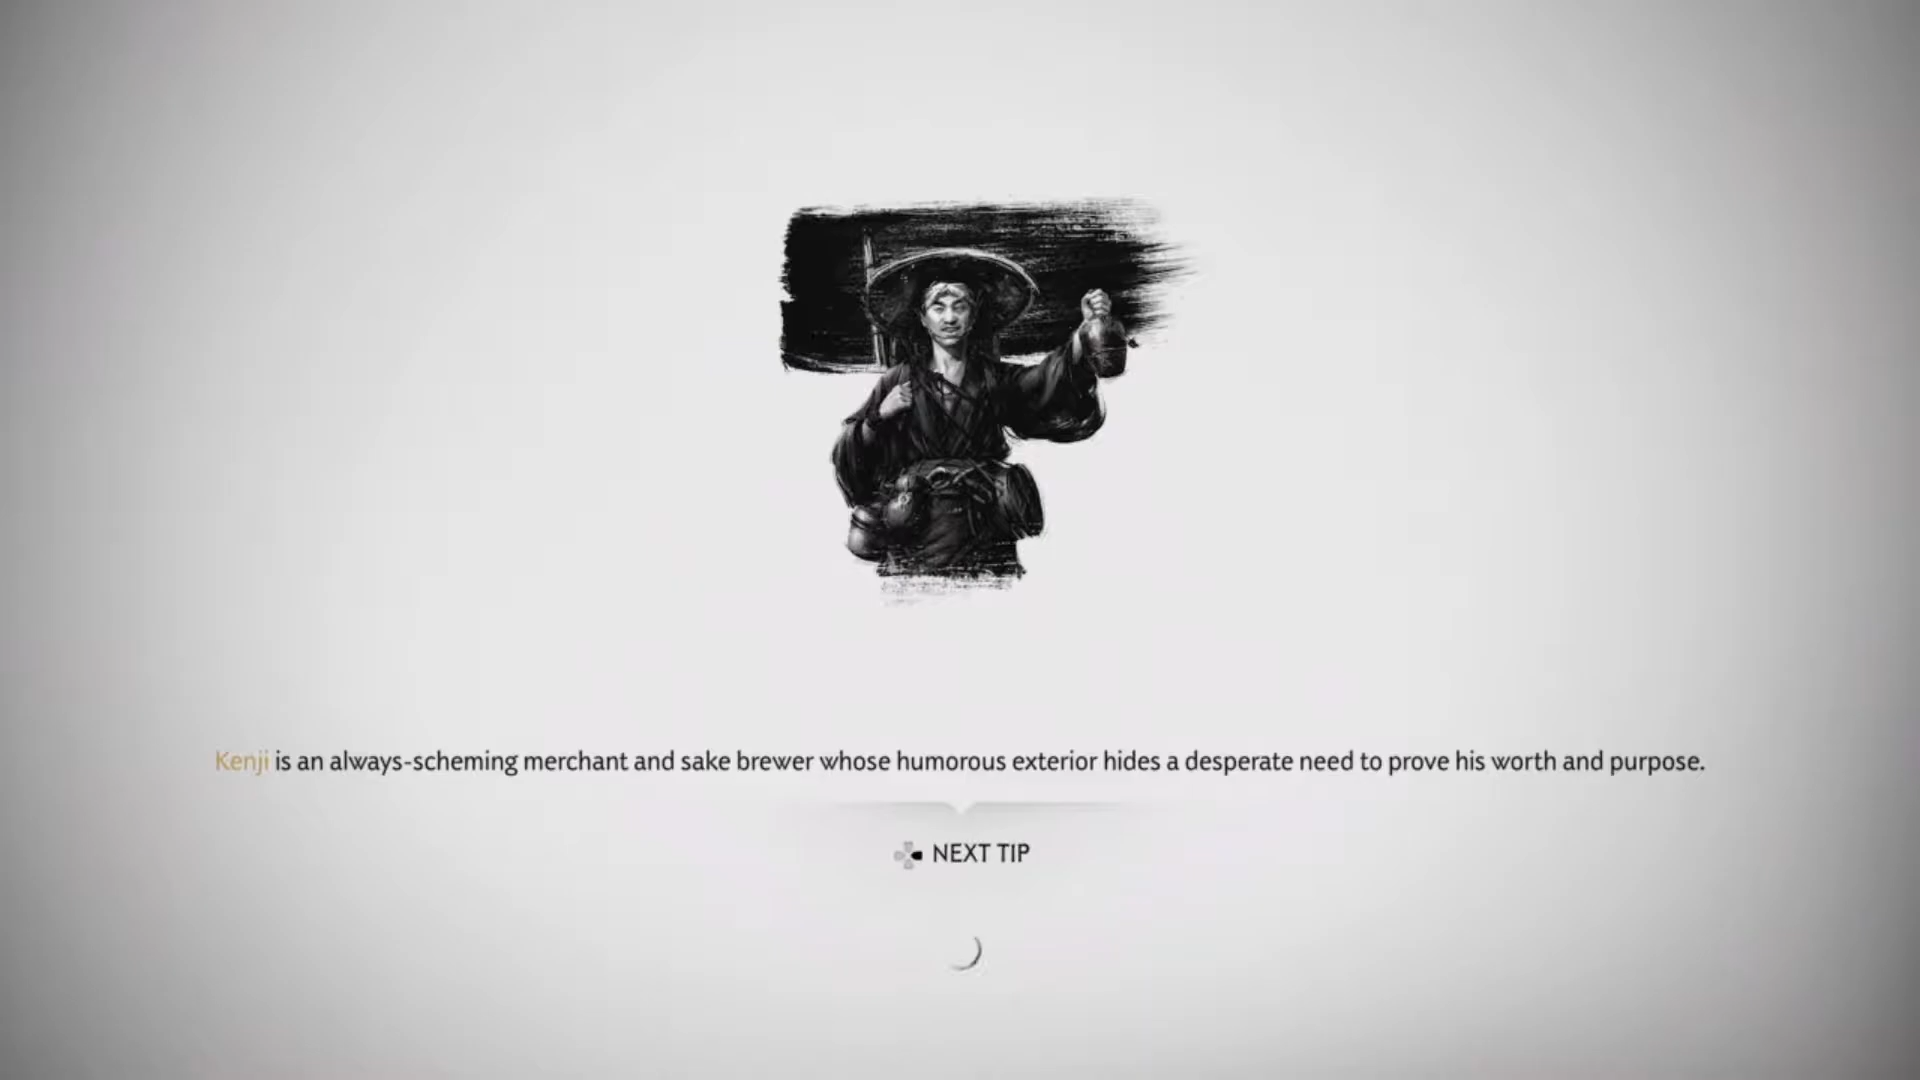 Kenji is an always-scheming merchant and sake brewer whose humorous exterior hides a desperate need to prove his worth and purpose.
NEXT TIP